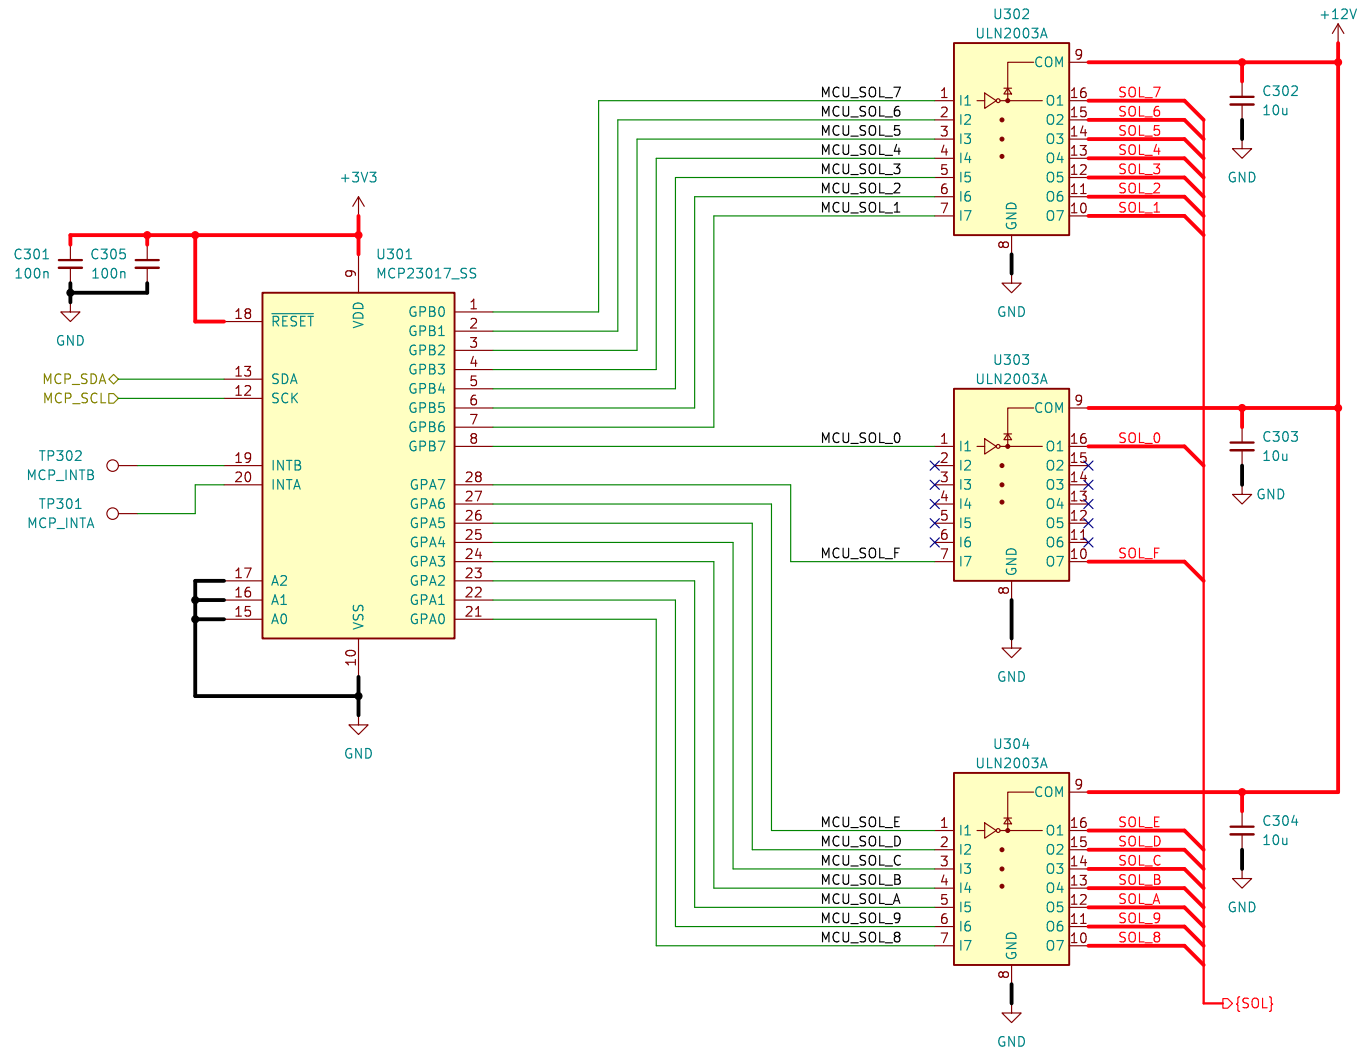 U302
ULN2003A
+12V
9
COM
C302
10u
GND
MCU_SOL_7 1 I1 O1 16 SOL_7
MCU_SOL_6 2 I2 O2 15 SOL_6
MCU_SOL_5 3 I3 O3 14 SOL_5
MCU_SOL_4 4 I4 O4 13 SOL_4
MCU_SOL_3 5 I5 O5 12 SOL_3
MCU_SOL_2 6 I6 O6 11 SOL_2
MCU_SOL_1 7 I7 O7 10 SOL_1
GND
8
GND
+3V3
C301
100n
C305
100n
GND
U301
MCP23017_SS
9
VDD
18 RESET
MCP_SDA 13 SDA
MCP_SCL 12 SCK
TP302
MCP_INTB
19 INTB
TP301
MCP_INTA
20 INTA
17 A2
16 A1
15 A0
VSS
10
GND
GPB0 1
GPB1 2
GPB2 3
GPB3 4
GPB4 5
GPB5 6
GPB6 7
GPB7 8
GPA7 28
GPA6 27
GPA5 26
GPA4 25
GPA3 24
GPA2 23
GPA1 22
GPA0 21
U303
ULN2003A
COM 9
C303
10u
GND
MCU_SOL_0 1 I1 O1 16 SOL_0
2 I2 O2 15
3 I3 O3 14
4 I4 O4 13
5 I5 O5 12
6 I6 O6 11
MCU_SOL_F 7 I7 O7 10 SOL_F
GND
8
GND
U304
ULN2003A
COM 9
C304
10u
GND
MCU_SOL_E 1 I1 O1 16 SOL_E
MCU_SOL_D 2 I2 O2 15 SOL_D
MCU_SOL_C 3 I3 O3 14 SOL_C
MCU_SOL_B 4 I4 O4 13 SOL_B
MCU_SOL_A 5 I5 O5 12 SOL_A
MCU_SOL_9 6 I6 O6 11 SOL_9
MCU_SOL_8 7 I7 O7 10 SOL_8
GND
8
GND
{SOL}